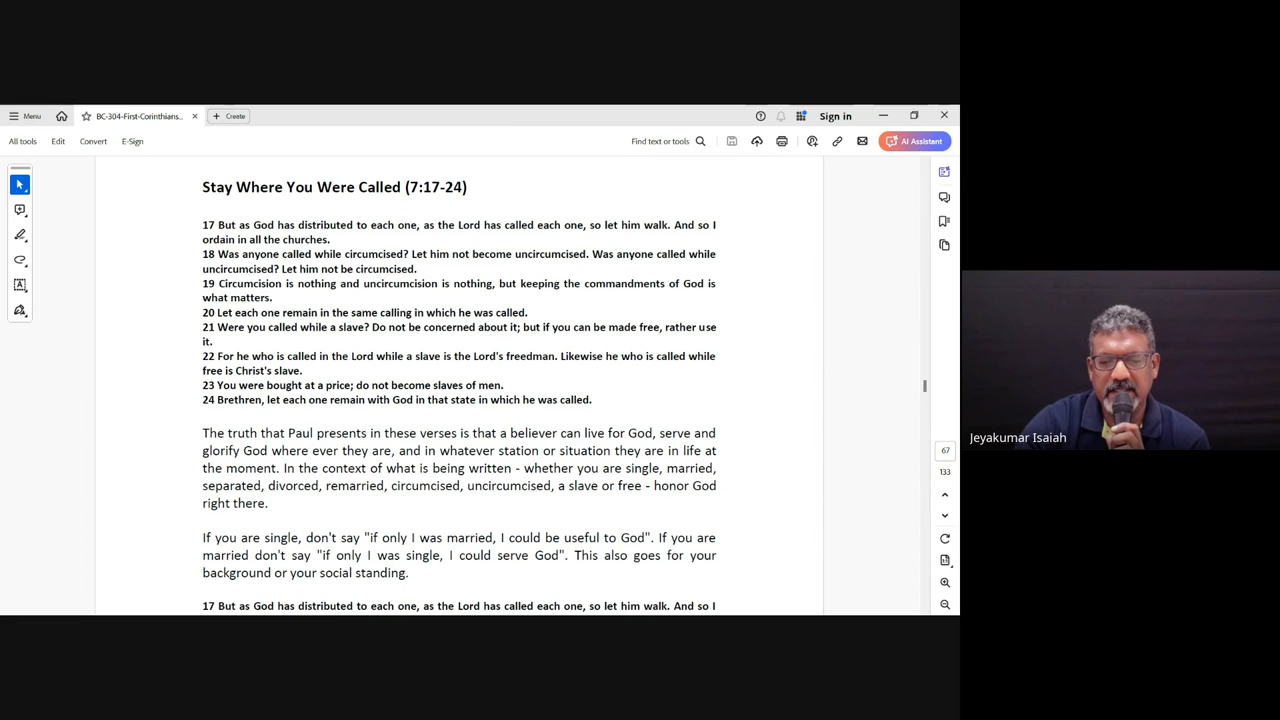 Menu
BC-304-First-Corinthians...
Create
Sign in
All tools
Edit
Convert
E-Sign
Find text or tools
AI Assistant
Stay Where You Were Called (7:17-24)
17 But as God has distributed to each one, as the Lord has called each one, so let him walk. And so I
ordain in all the churches.
18 Was anyone called while circumcised? Let him not become uncircumcised. Was anyone called while
uncircumcised? Let him not be circumcised.
19 Circumcision is nothing and uncircumcision is nothing, but keeping the commandments of God is
what matters.
20 Let each one remain in the same calling in which he was called.
21 Were you called while a slave? Do not be concerned about it; but if you can be made free, rather use
it.
22 For he who is called in the Lord while a slave is the Lord's freedman. Likewise he who is called while
free is Christ's slave.
23 You were bought at a price; do not become slaves of men.
24 Brethren, let each one remain with God in that state in which he was called.
The truth that Paul presents in these verses is that a believer can live for God, serve and
glorify God where ever they are, and in whatever station or situation they are in life at
the moment. In the context of what is being written - whether you are single, married,
separated, divorced, remarried, circumcised, uncircumcised, a slave or free - honor God
right there.
If you are single, don't say "if only I was married, I could be useful to God". If you are
married don't say "if only I was single, I could serve God". This also goes for your
background or your social standing.
17 But as God has distributed to each one, as the Lord has called each one, so let him walk. And so I
67
133
Jeyakumar Isaiah